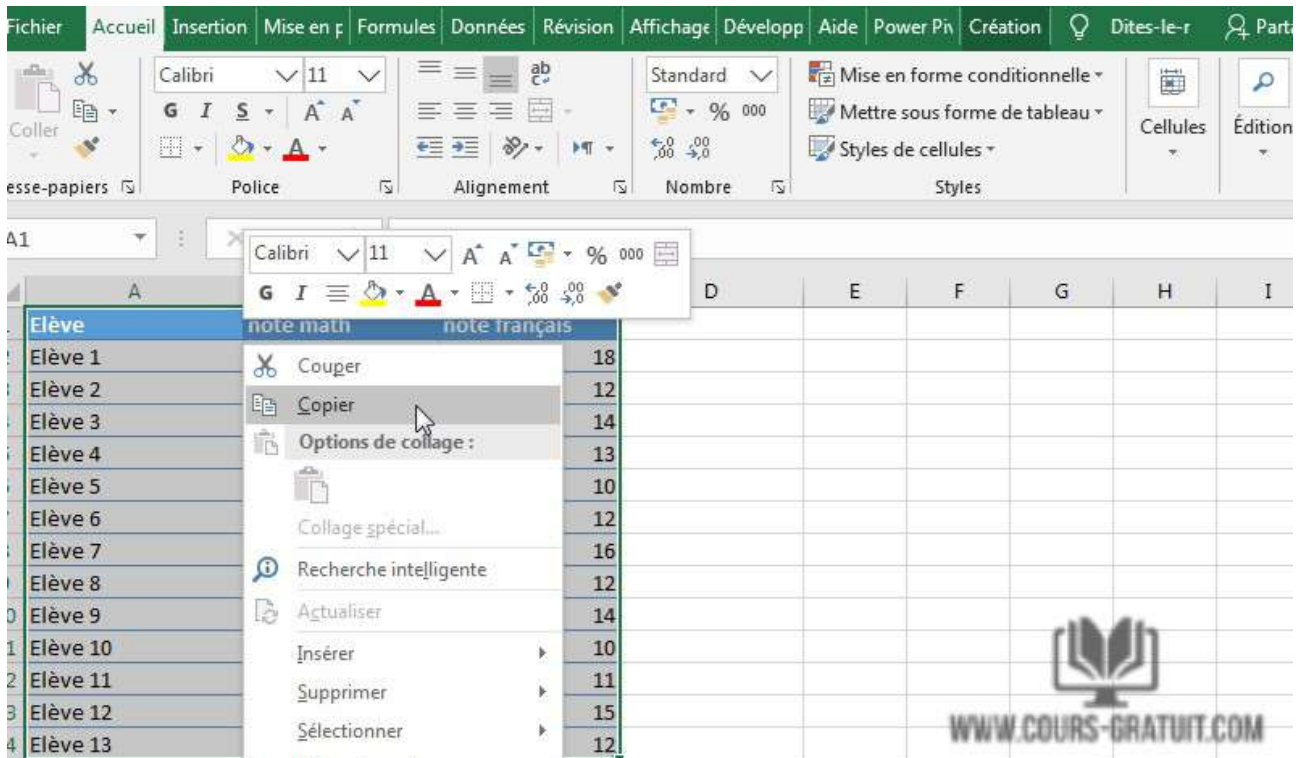 Fichier Accueil Insertion Mise en p Formules Données Révision Affichage Développ Aide Power Piv Création Dites-le-r Parta
Calibri 11 Standard Mise en forme conditionnelle
Coller G I S A A % 000 Mettre sous forme de tableau Cellules Édition
A Styles de cellules
esse-papiers Police Alignement Nombre Styles
A1
Calibri 11 A A % 000
G I A
A D E F G H I
Elève note math note français
Elève 1 18
Elève 2 12
Elève 3 14
Elève 4 13
Elève 5 10
Elève 6 12
Elève 7 16
Elève 8 12
Elève 9 14
Elève 10 10
Elève 11 11
Elève 12 15
Elève 13 12
Couper
Copier
Options de collage :
Collage spécial...
Recherche intelligente
Actualiser
Insérer
Supprimer
Sélectionner
WWW.COURS-GRATUIT.COM